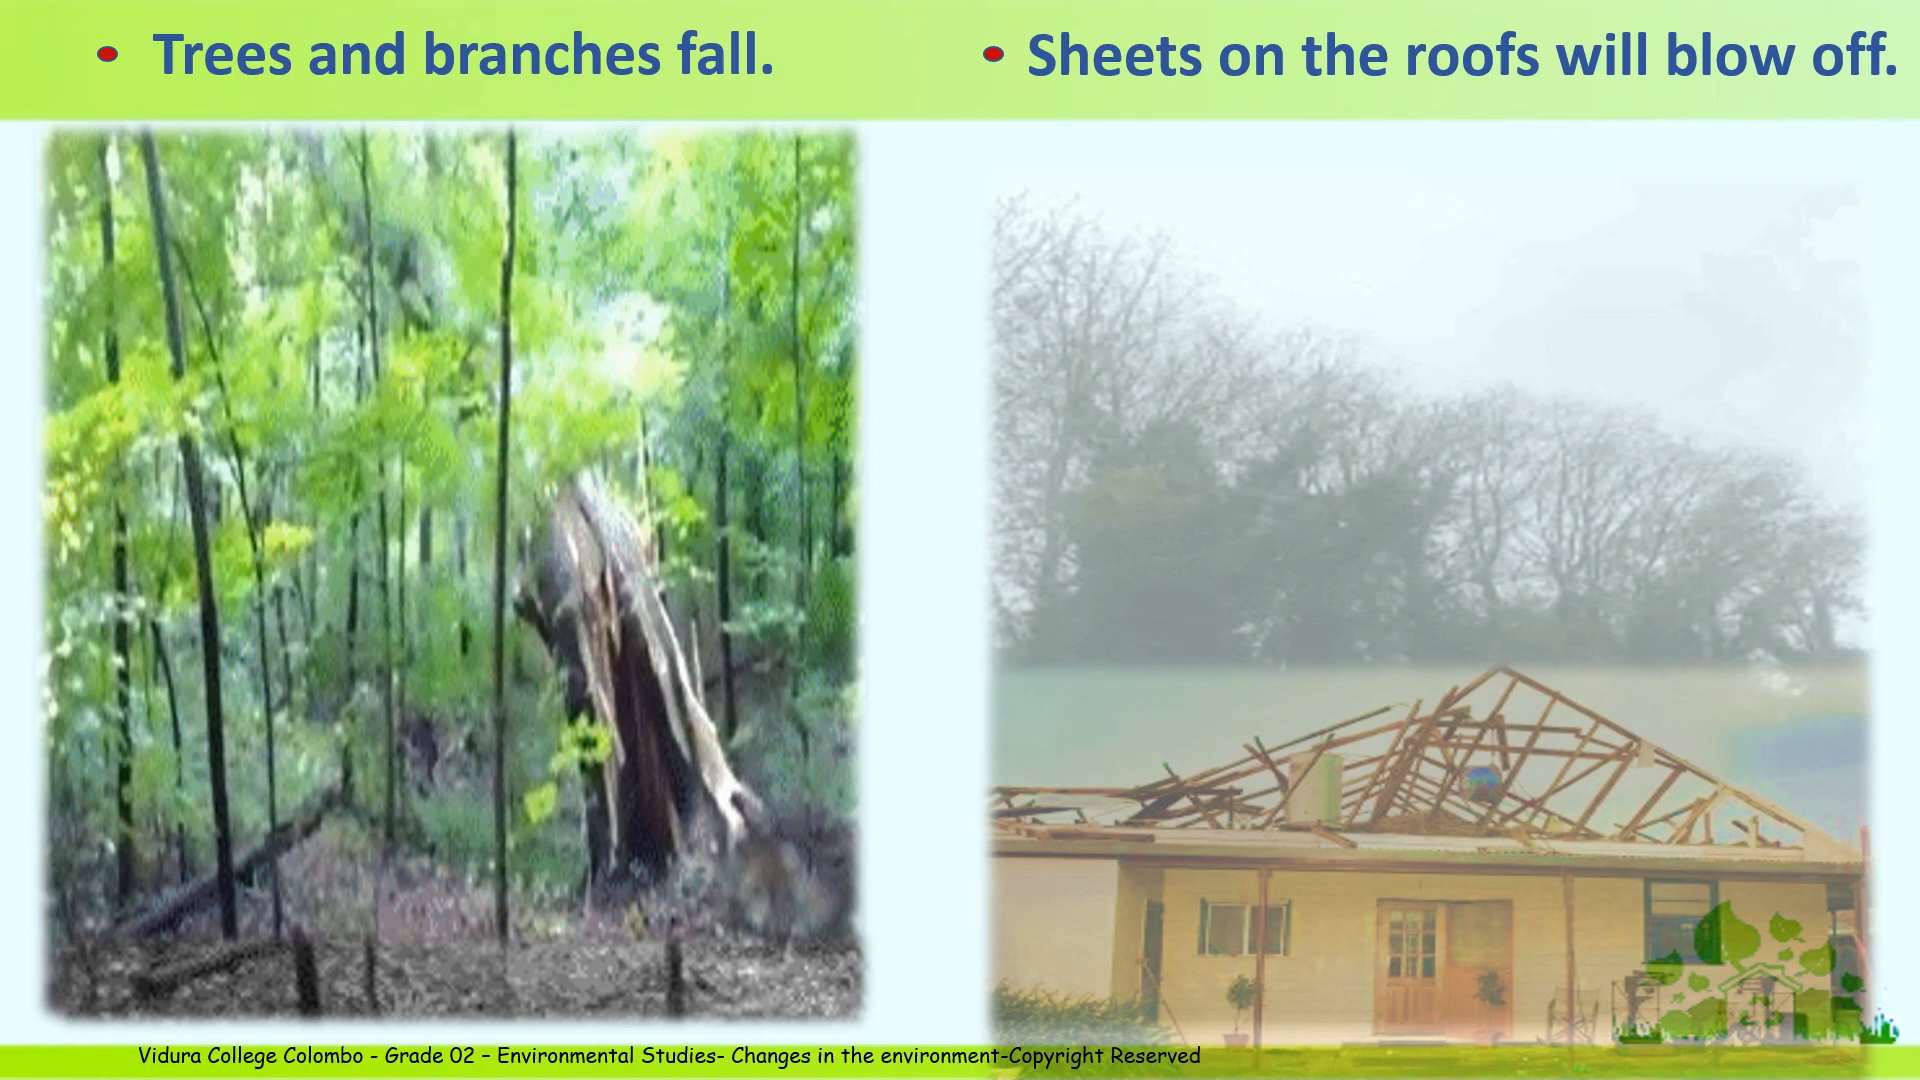 • Trees and branches fall.
• Sheets on the roofs will blow off.
Vidura College Colombo - Grade 02 – Environmental Studies- Changes in the environment-Copyright Reserved